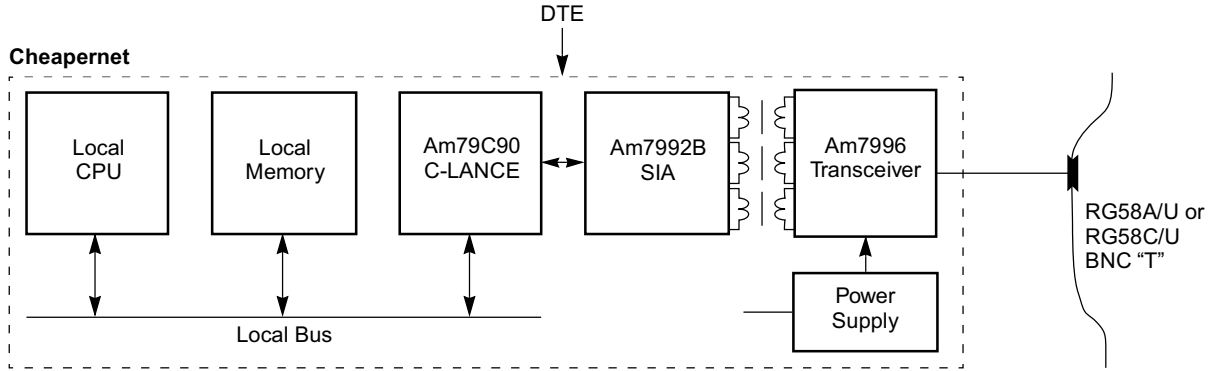 DTE
Cheapernet
Local
CPU
Local
Memory
Am79C90
C-LANCE
Am7992B
SIA
Am7996
Transceiver
RG58A/U or
RG58C/U
BNC “T”
Power
Supply
Local Bus